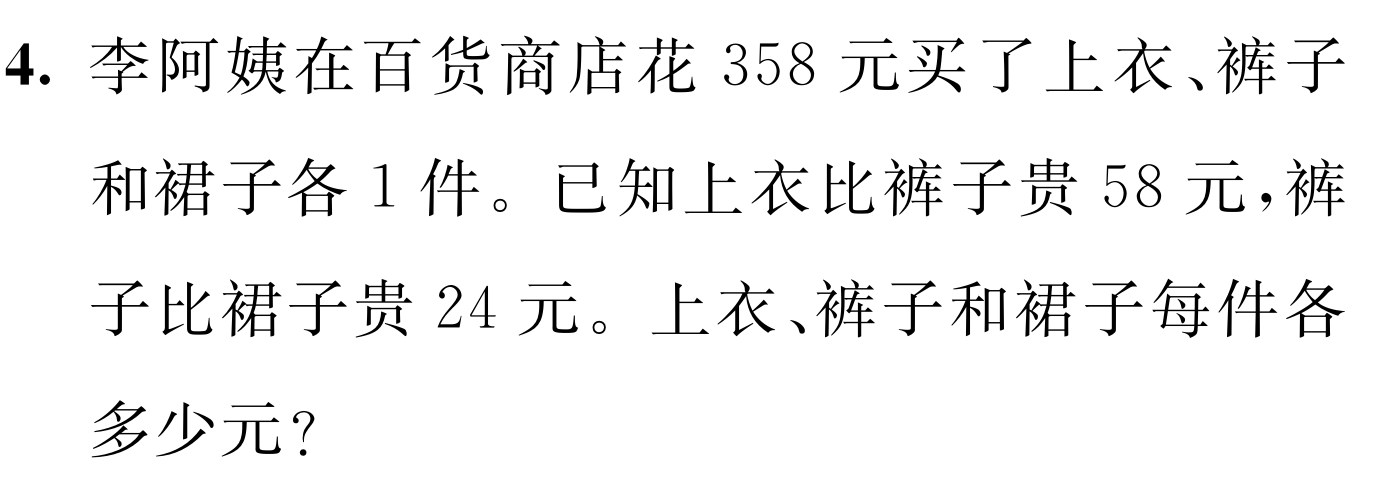 4. 李阿姨在百货商店花 358 元买了上衣、裤子
和裙子各 1 件。已知上衣比裤子贵 58 元,裤
子比裙子贵 24 元。上衣、裤子和裙子每件各
多少元?